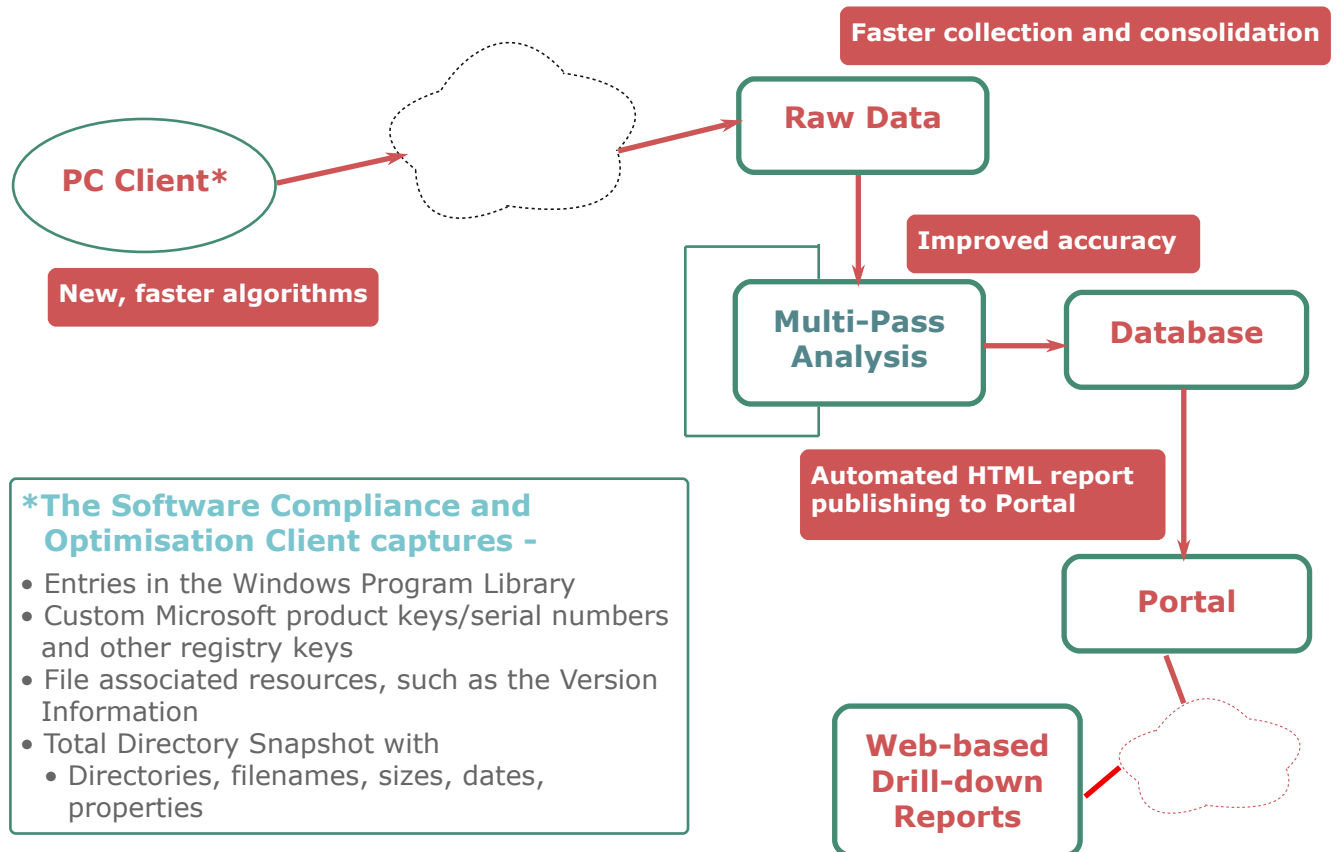 Faster collection and consolidation
Raw Data
PC Client*
Improved accuracy
New, faster algorithms
Multi-Pass
Analysis
Database
Automated HTML report
publishing to Portal
*The Software Compliance and
Optimisation Client captures -
• Entries in the Windows Program Library
• Custom Microsoft product keys/serial numbers
and other registry keys
• File associated resources, such as the Version
Information
• Total Directory Snapshot with
• Directories, filenames, sizes, dates,
properties
Portal
Web-based
Drill-down
Reports